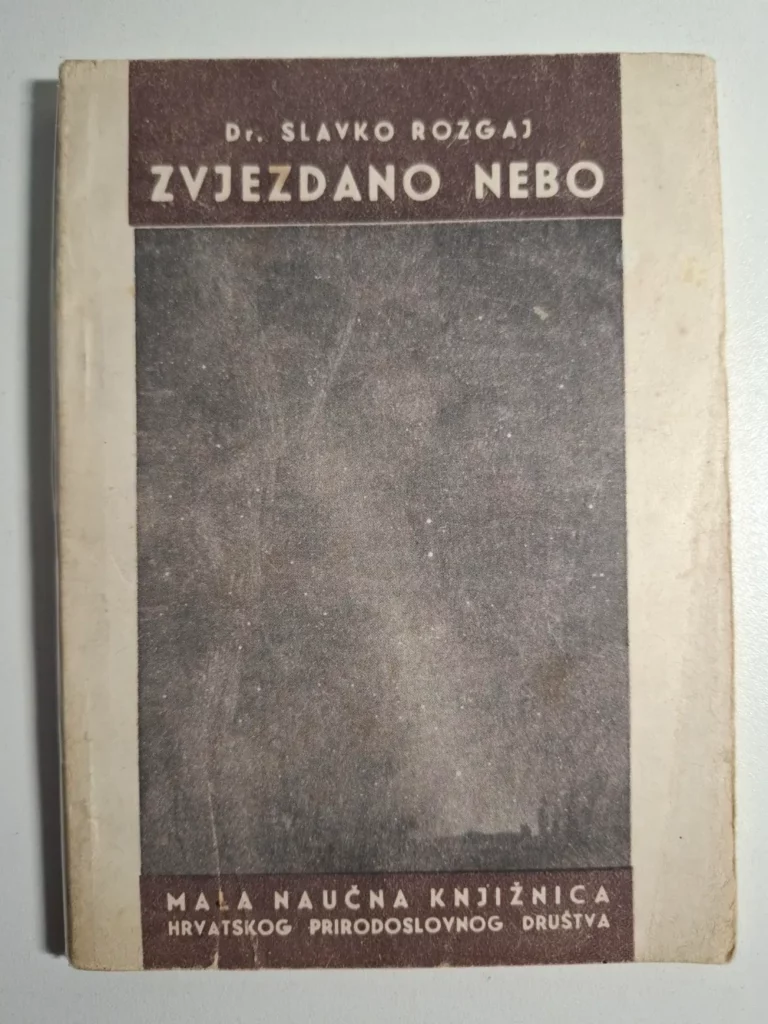 Dr. SLAVKO ROZGAJ
ZVJEZDANO NEBO
MALA NAUČNA KNJIŽNICA
HRVATSKOG PRIRODOSLOVNOG DRUŠTVA